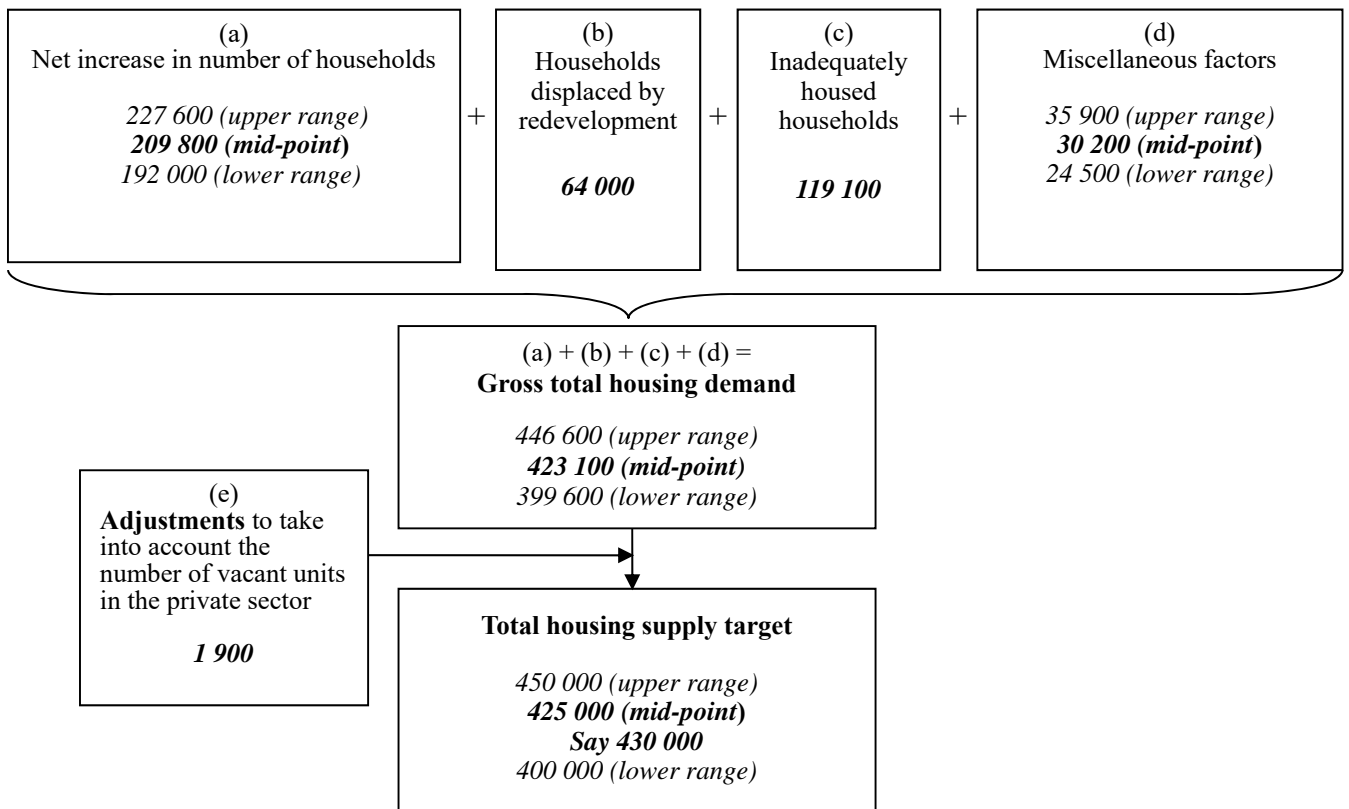 (a)
Net increase in number of households
227 600 (upper range)
209 800 (mid-point)
192 000 (lower range)
+
(b)
Households
displaced by
redevelopment
64 000
+
(c)
Inadequately
housed
households
119 100
+
(d)
Miscellaneous factors
35 900 (upper range)
30 200 (mid-point)
24 500 (lower range)
(a) + (b) + (c) + (d) =
Gross total housing demand
446 600 (upper range)
423 100 (mid-point)
399 600 (lower range)
(e)
Adjustments to take
into account the
number of vacant units
in the private sector
1 900
Total housing supply target
450 000 (upper range)
425 000 (mid-point)
Say 430 000
400 000 (lower range)